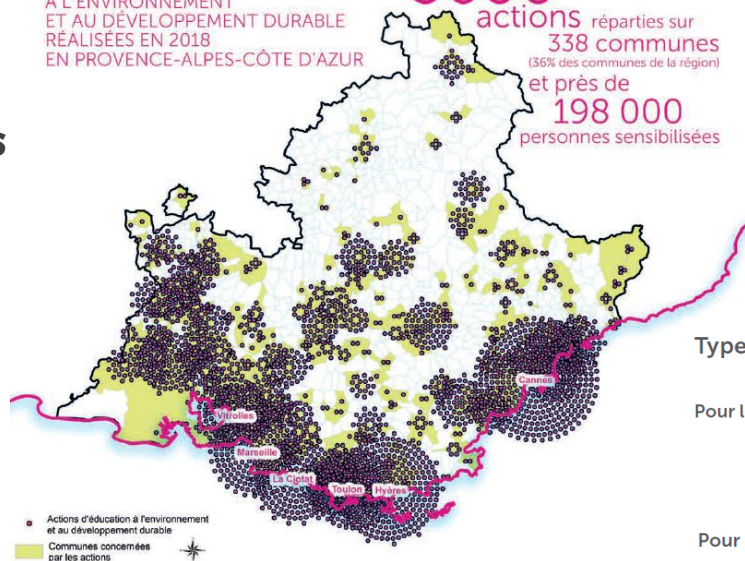 À L'ENVIRONNEMENT
ET AU DÉVELOPPEMENT DURABLE
RÉALISÉES EN 2018
EN PROVENCE-ALPES-CÔTE D'AZUR
actions réparties sur
338 communes
(36% des communes de la région)
et près de
198 000
personnes sensibilisées
s
Type
Cannes
Pour l
Vitrolles
Marseille
La Ciotat
Toulon
Hyères
Actions d'éducation à l'environnement
et au développement durable
Communes concernées
par les actions
Pour